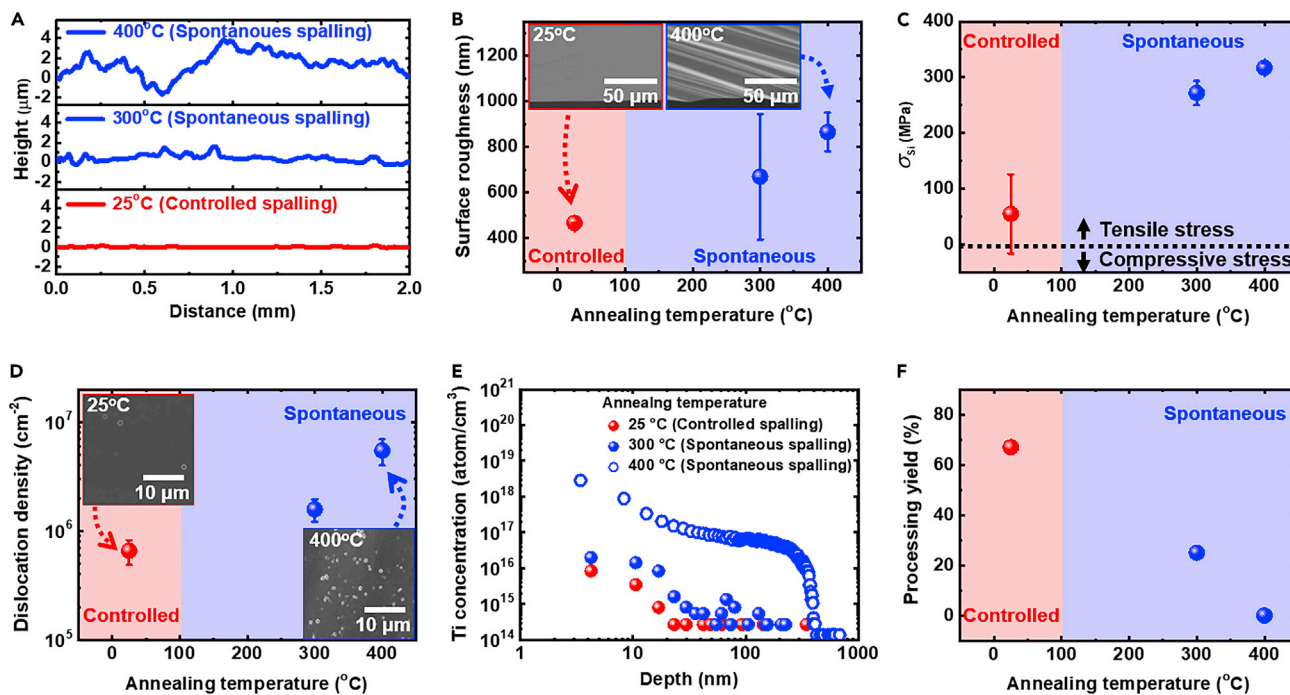 A
400°C (Spontanoues spalling)
4
2
0
-2
300°C (Spontaneous spalling)
4
2
0
-2
25°C (Controlled spalling)
4
2
0
-2
Height (μm)
0.0 0.5 1.0 1.5 2.0
Distance (mm)
B
25°C
50 μm
400°C
50 μm
1200
1000
800
600
400
Surface roughness (nm)
Controlled
Spontaneous
0 100 200 300 400
Annealing temperature (°C)
C
Controlled
Spontaneous
400
300
200
100
0
σSi (MPa)
Tensile stress
Compressive stress
0 100 200 300 400
Annealing temperature (°C)
D
25°C
10 μm
Spontaneous
400°C
10 μm
Controlled
10⁷
10⁶
10⁵
Dislocation density (cm⁻²)
0 100 200 300 400
Annealing temperature (°C)
E
10²¹
10²⁰
10¹⁹
10¹⁸
10¹⁷
10¹⁶
10¹⁵
10¹⁴
Ti concentration (atom/cm³)
Annealng temperature
25 °C (Controlled spalling)
300 °C (Spontaneous spalling)
400 °C (Spontaneous spalling)
1 10 100 1000
Depth (nm)
F
Spontaneous
80
60
40
20
0
Processing yield (%)
Controlled
0 100 200 300 400
Annealing temperature (°C)